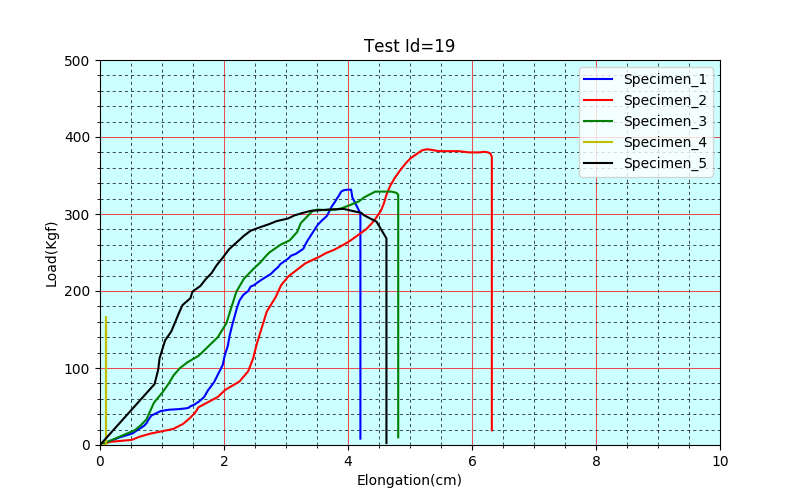 Test Id=19
Specimen_1
Specimen_2
Specimen_3
Specimen_4
Specimen_5
500
400
300
200
100
0
Load(Kgf)
0 2 4 6 8 10
Elongation(cm)